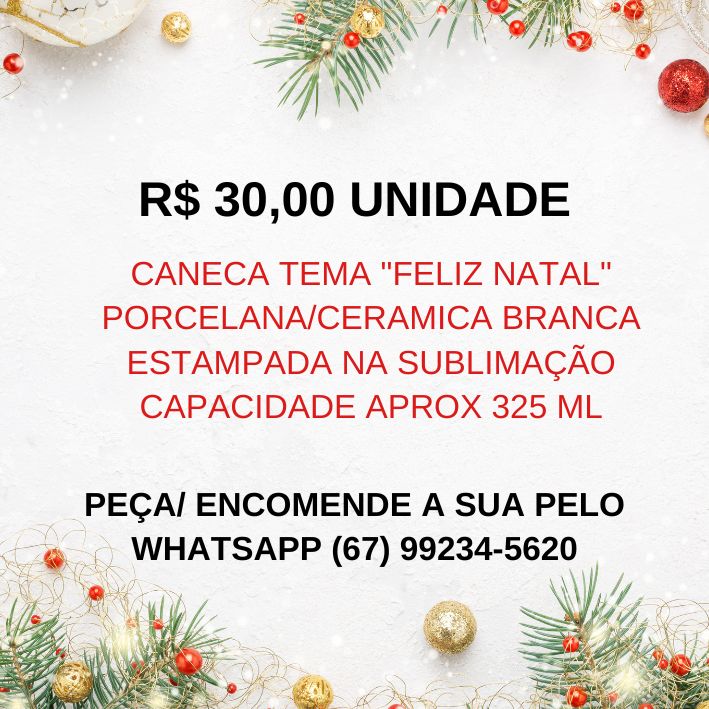 R$ 30,00 UNIDADE
CANECA TEMA "FELIZ NATAL"
PORCELANA/CERAMICA BRANCA
ESTAMPADA NA SUBLIMAÇÃO
CAPACIDADE APROX 325 ML
PEÇA/ ENCOMENDE A SUA PELO
WHATSAPP (67) 99234-5620